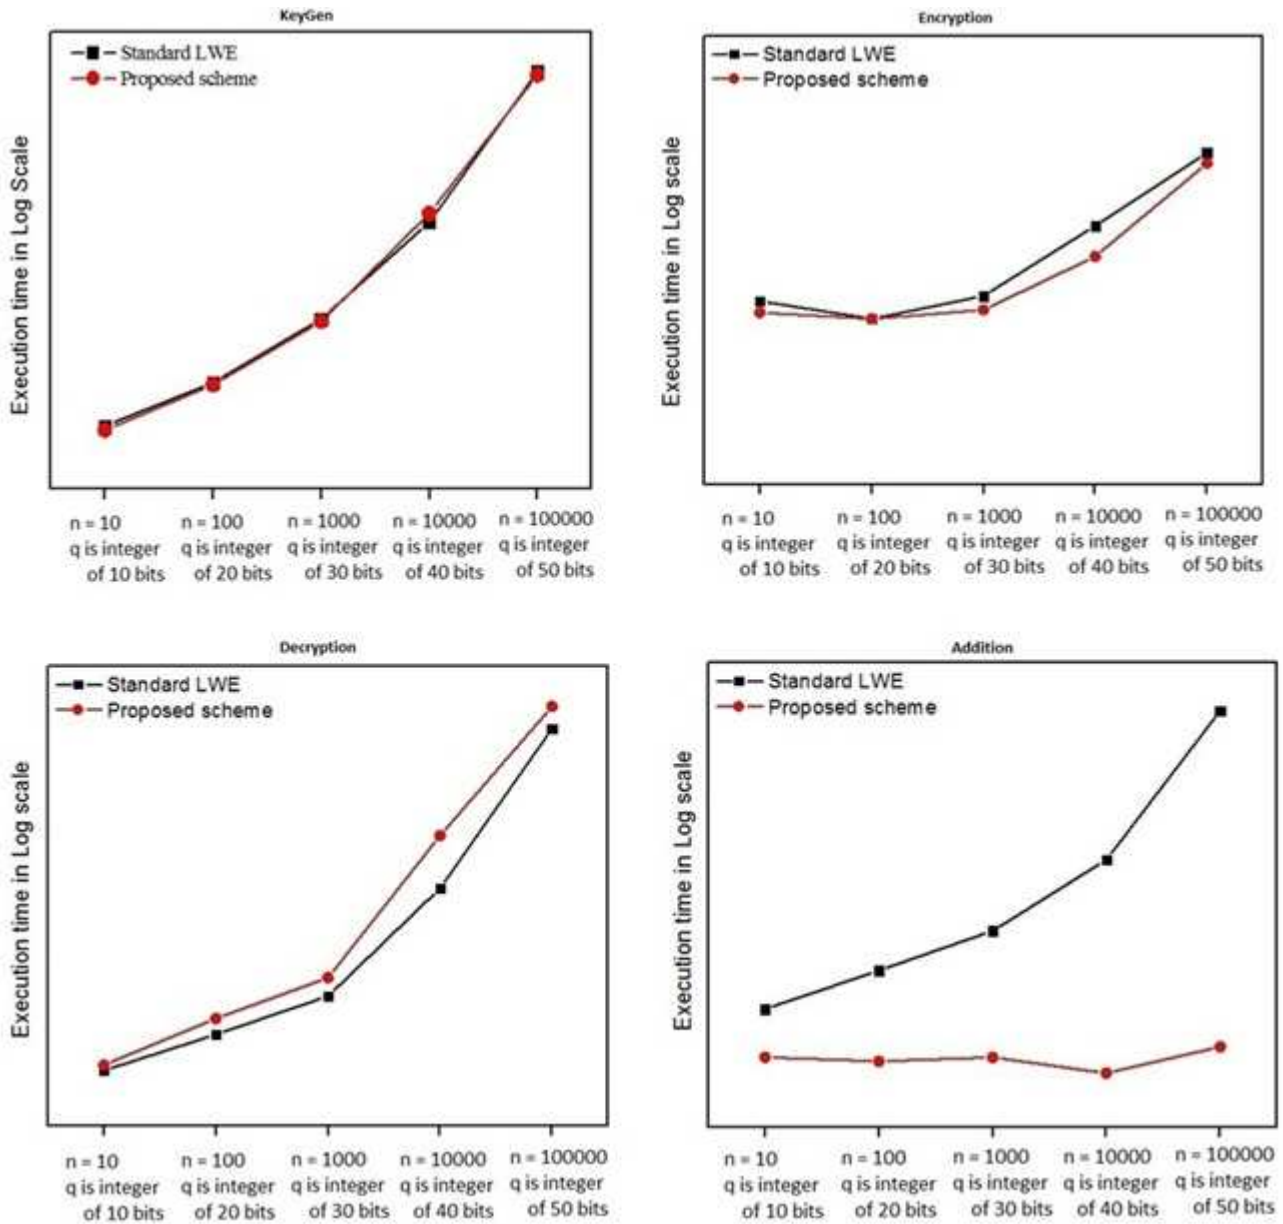 KeyGen
Standard LWE
Proposed scheme
Execution time in Log Scale
n = 10
q is integer
of 10 bits
n = 100
q is integer
of 20 bits
n = 1000
q is integer
of 30 bits
n = 10000
q is integer
of 40 bits
n = 100000
q is integer
of 50 bits
Encryption
Standard LWE
Proposed scheme
Execution time in Log scale
n = 10
q is integer
of 10 bits
n = 100
q is integer
of 20 bits
n = 1000
q is integer
of 30 bits
n = 10000
q is integer
of 40 bits
n = 100000
q is integer
of 50 bits
Decryption
Standard LWE
Proposed scheme
Execution time in Log scale
n = 10
q is integer
of 10 bits
n = 100
q is integer
of 20 bits
n = 1000
q is integer
of 30 bits
n = 10000
q is integer
of 40 bits
n = 100000
q is integer
of 50 bits
Addition
Standard LWE
Proposed scheme
Execution time in Log scale
n = 10
q is integer
of 10 bits
n = 100
q is integer
of 20 bits
n = 1000
q is integer
of 30 bits
n = 10000
q is integer
of 40 bits
n = 100000
q is integer
of 50 bits